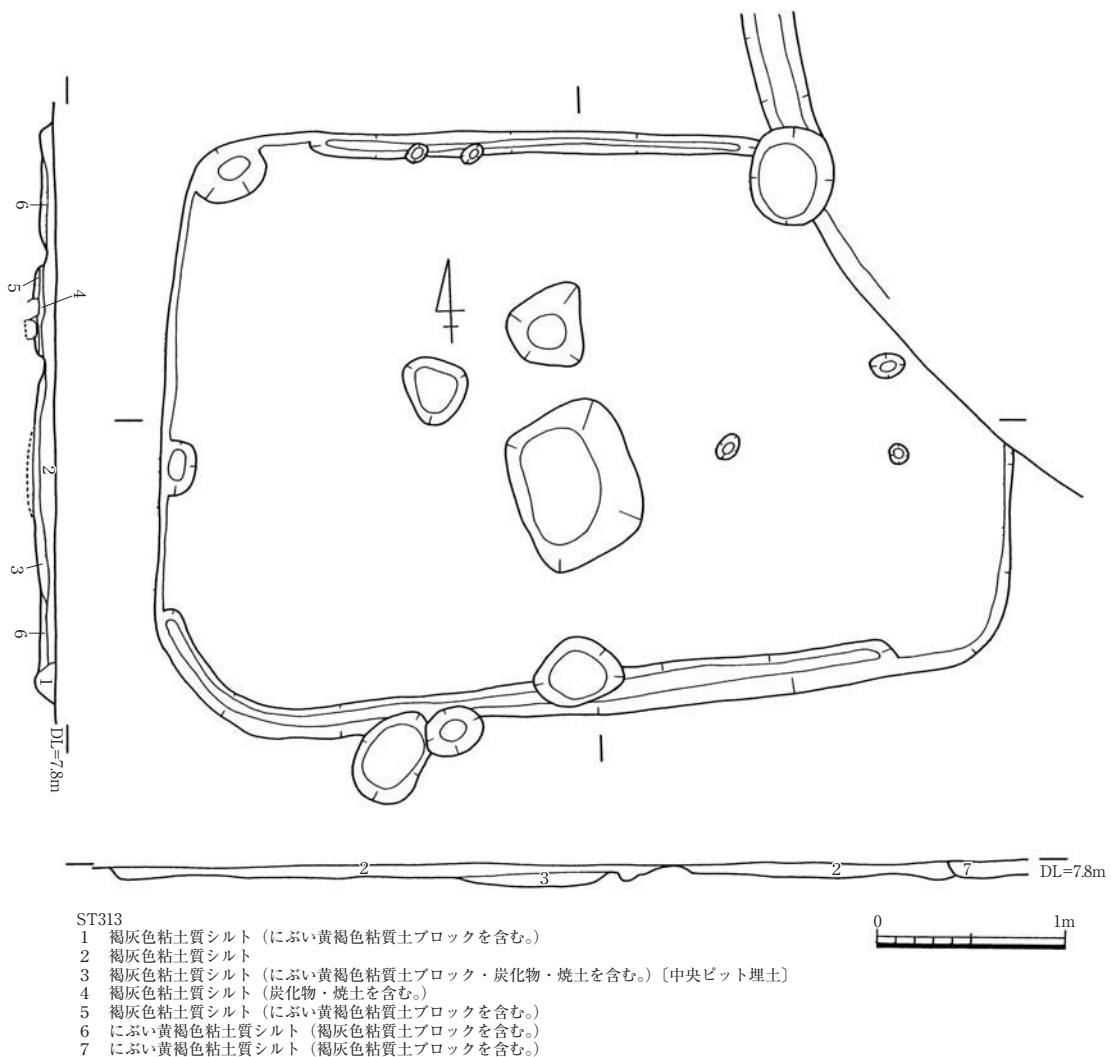 6
5
4
2
3
6
1
DL=7.8m
2
3
2
7
DL=7.8m
ST313
1 褐灰色粘土質シルト（にぶい黄褐色粘質土ブロックを含む。）
2 褐灰色粘土質シルト
3 褐灰色粘土質シルト（にぶい黄褐色粘質土ブロック・炭化物・焼土を含む。）〔中央ピット埋土〕
4 褐灰色粘土質シルト（炭化物・焼土を含む。）
5 褐灰色粘土質シルト（にぶい黄褐色粘質土ブロックを含む。）
6 にぶい黄褐色粘土質シルト（褐灰色粘質土ブロックを含む。）
7 にぶい黄褐色粘土質シルト（褐灰色粘質土ブロックを含む。）
0 1m